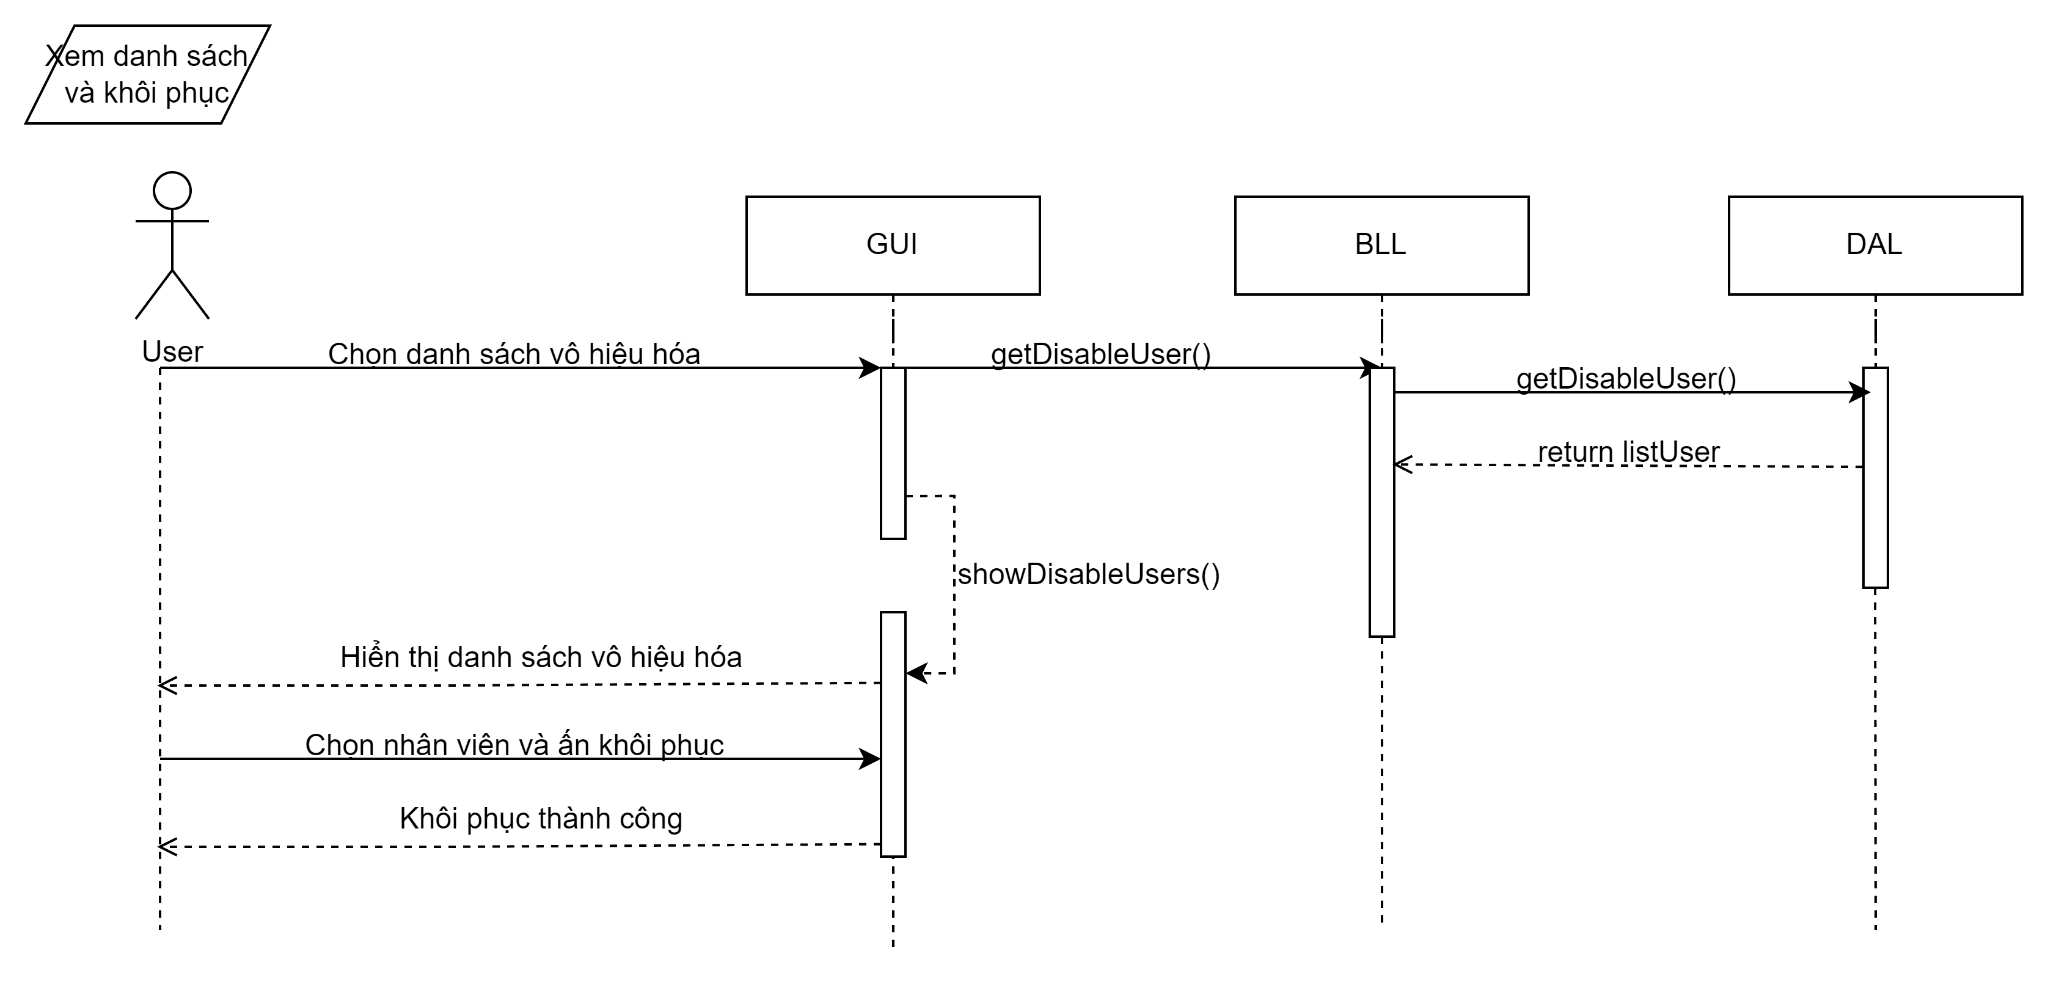 Xem danh sách
và khôi phục
GUI
BLL
DAL
User
Chọn danh sách vô hiệu hóa
getDisableUser()
getDisableUser()
return listUser
showDisableUsers()
Hiển thị danh sách vô hiệu hóa
Chọn nhân viên và ấn khôi phục
Khôi phục thành công